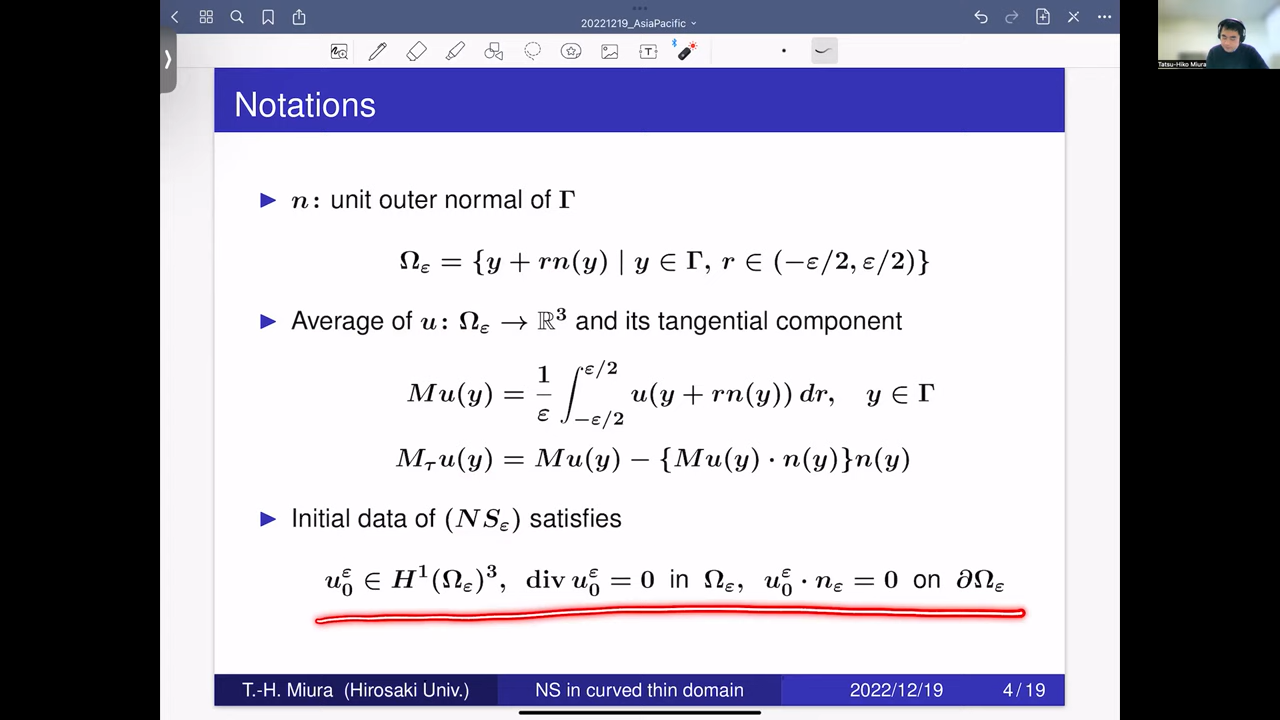 20221219_AsiaPacific
Tatsu-Hiko Miura
Notations
n: unit outer normal of Γ
Ωε = {y + rn(y) | y ∈ Γ, r ∈ (−ε/2, ε/2)}
Average of u: Ωε → ℝ³ and its tangential component
Mu(y) = 1/ε ∫_{−ε/2}^{ε/2} u(y + rn(y)) dr, y ∈ Γ
Mτu(y) = Mu(y) − {Mu(y) · n(y)}n(y)
Initial data of (NSε) satisfies
u₀^ε ∈ H¹(Ωε)³, div u₀^ε = 0 in Ωε, u₀^ε · nε = 0 on ∂Ωε
T.-H. Miura (Hirosaki Univ.) NS in curved thin domain 2022/12/19 4 / 19